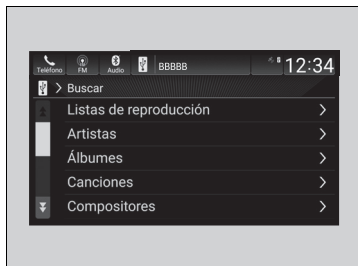 Teléfono FM Audio BBBBB 12:34
Buscar
Listas de reproducción
Artistas
Álbumes
Canciones
Compositores